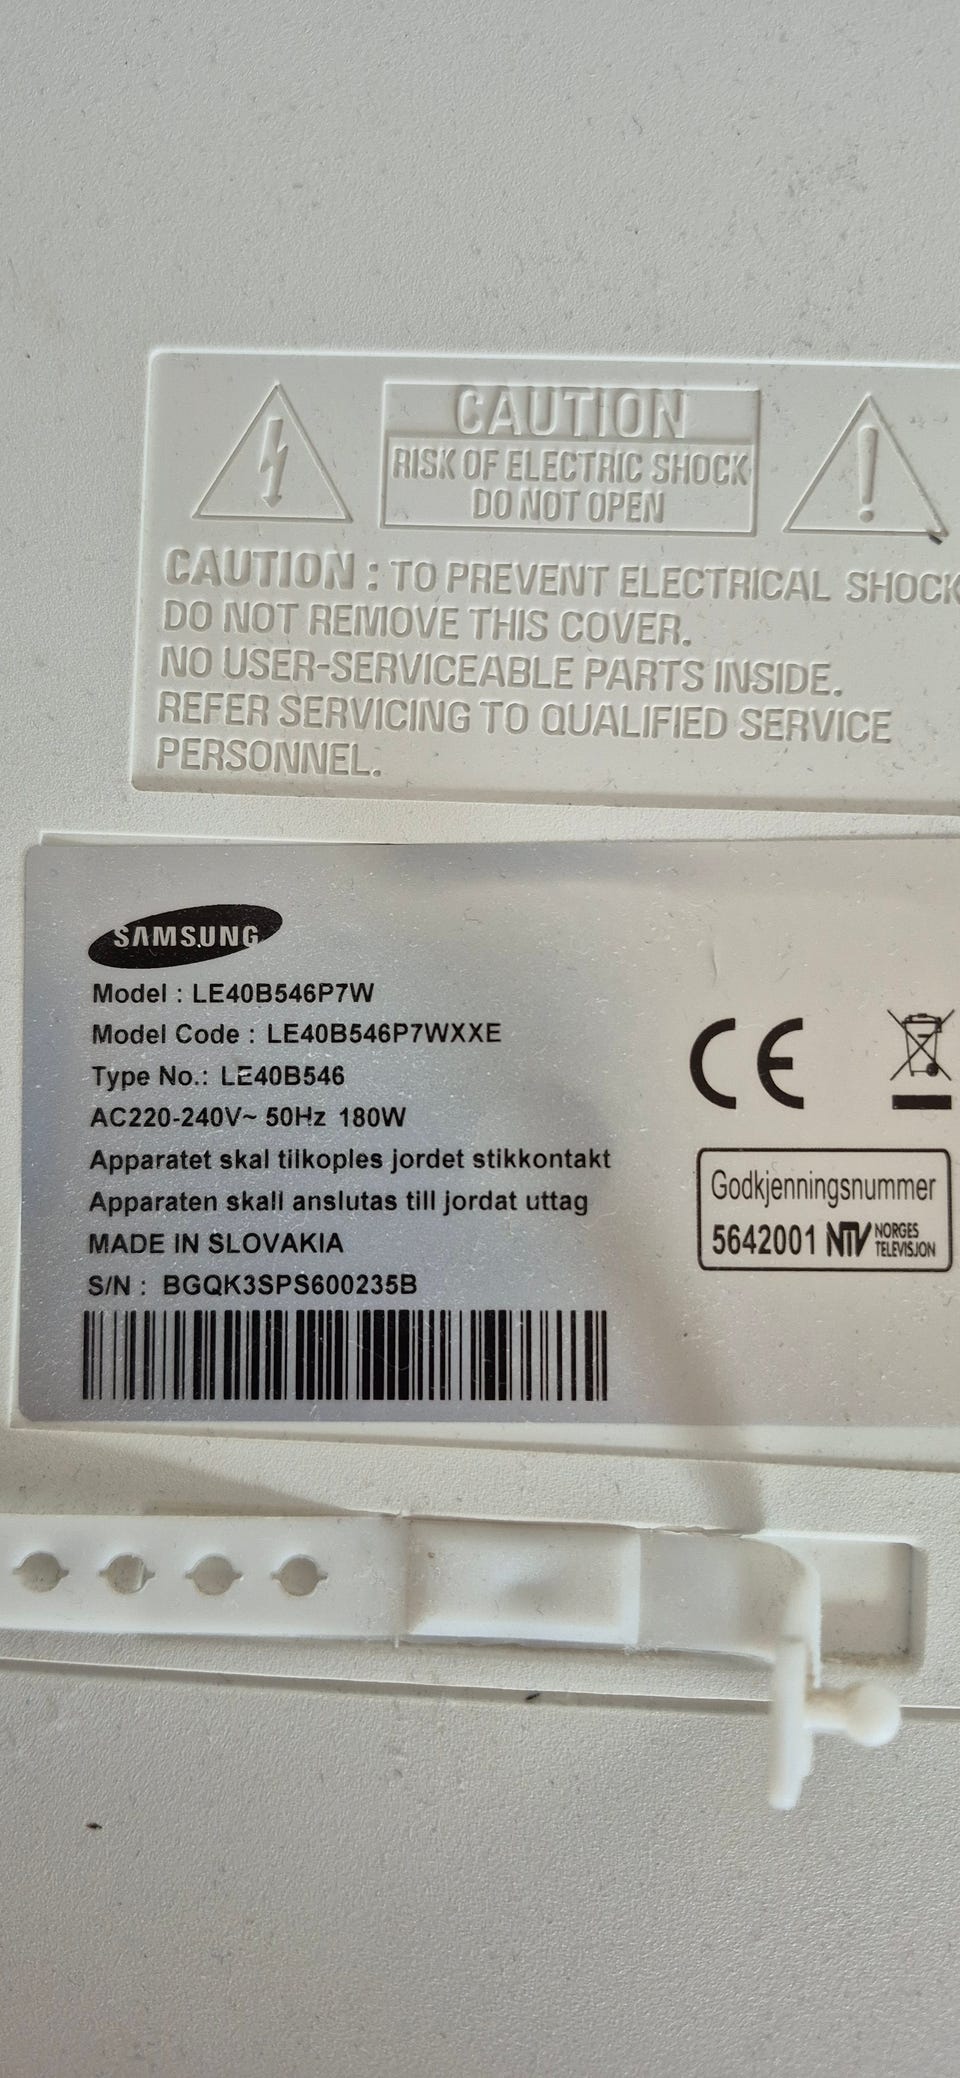 CAUTION
RISK OF ELECTRIC SHOCK
DO NOT OPEN
CAUTION : TO PREVENT ELECTRICAL SHOCK
DO NOT REMOVE THIS COVER.
NO USER-SERVICEABLE PARTS INSIDE.
REFER SERVICING TO QUALIFIED SERVICE
PERSONNEL.
SAMSUNG
Model : LE40B546P7W
Model Code : LE40B546P7WXXE
Type No.: LE40B546
AC220-240V~ 50Hz 180W
Apparatet skal tilkoples jordet stikkontakt
Apparaten skall anslutas till jordat uttag
MADE IN SLOVAKIA
S/N : BGQK3SPS600235B
CE
Godkjenningsnummer
5642001 NTV NORGES
TELEVISJON